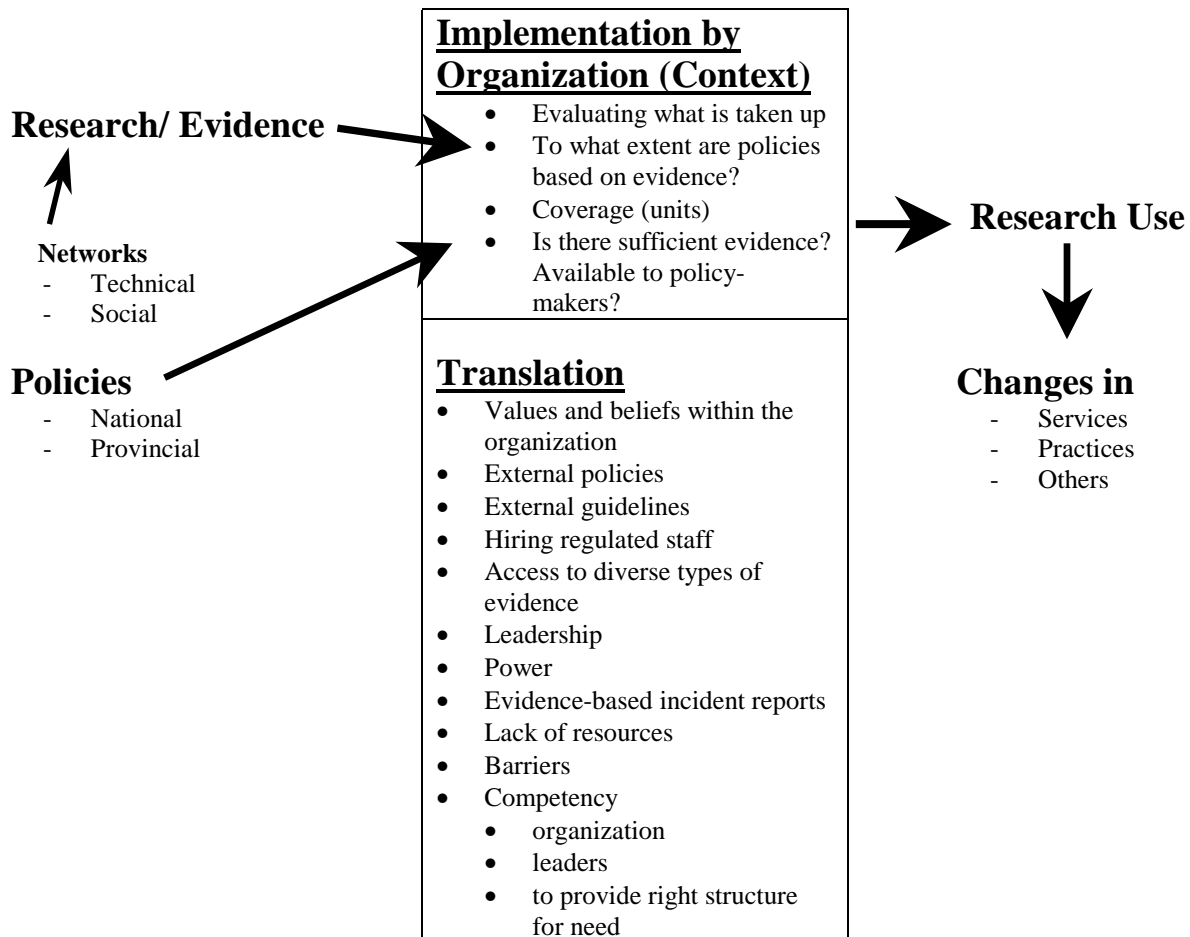 Research/ Evidence
Networks
- Technical
- Social
Policies
- National
- Provincial
Implementation by
Organization (Context)
• Evaluating what is taken up
• To what extent are policies
based on evidence?
• Coverage (units)
• Is there sufficient evidence?
Available to policy-
makers?
Translation
• Values and beliefs within the
organization
• External policies
• External guidelines
• Hiring regulated staff
• Access to diverse types of
evidence
• Leadership
• Power
• Evidence-based incident reports
• Lack of resources
• Barriers
• Competency
• organization
• leaders
• to provide right structure
for need
Research Use
Changes in
- Services
- Practices
- Others